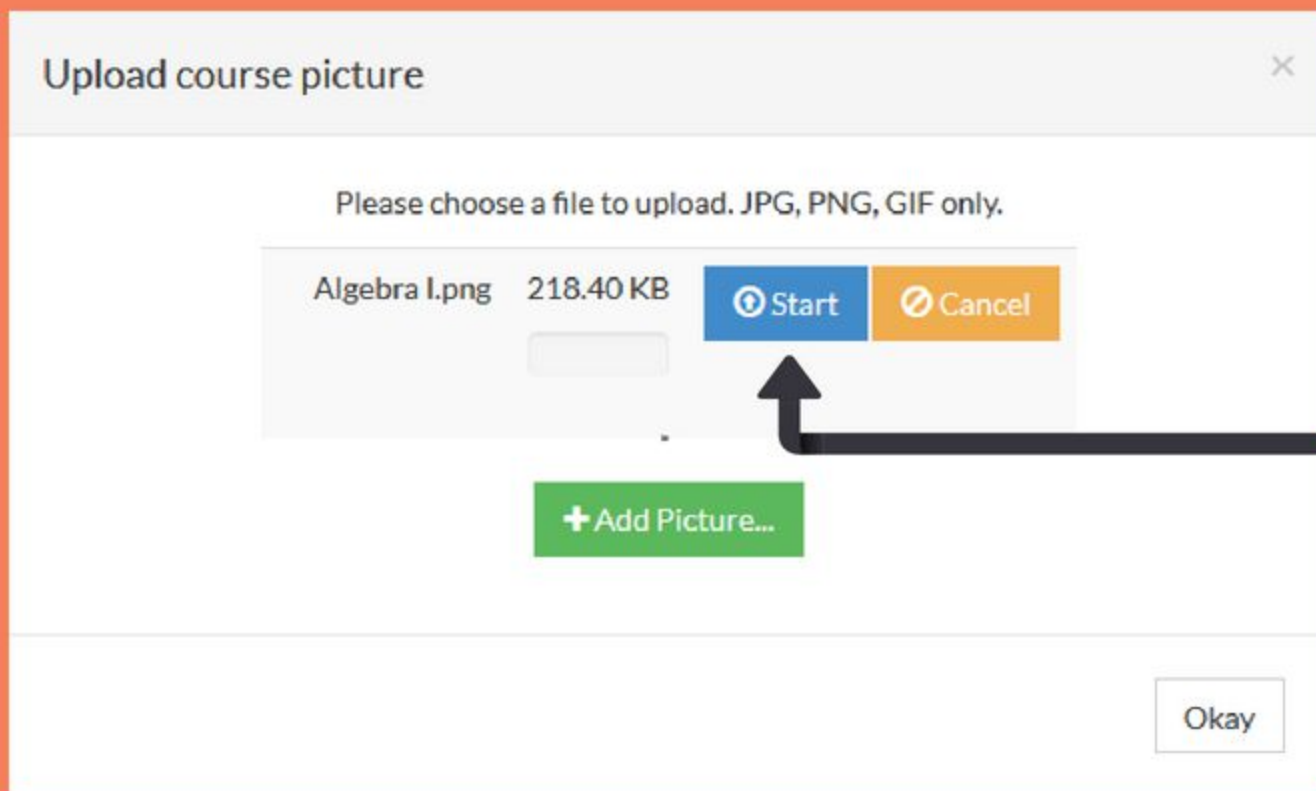 Upload course picture
Please choose a file to upload. JPG, PNG, GIF only.
Algebra I.png 218.40 KB Start Cancel
Add Picture...
Okay